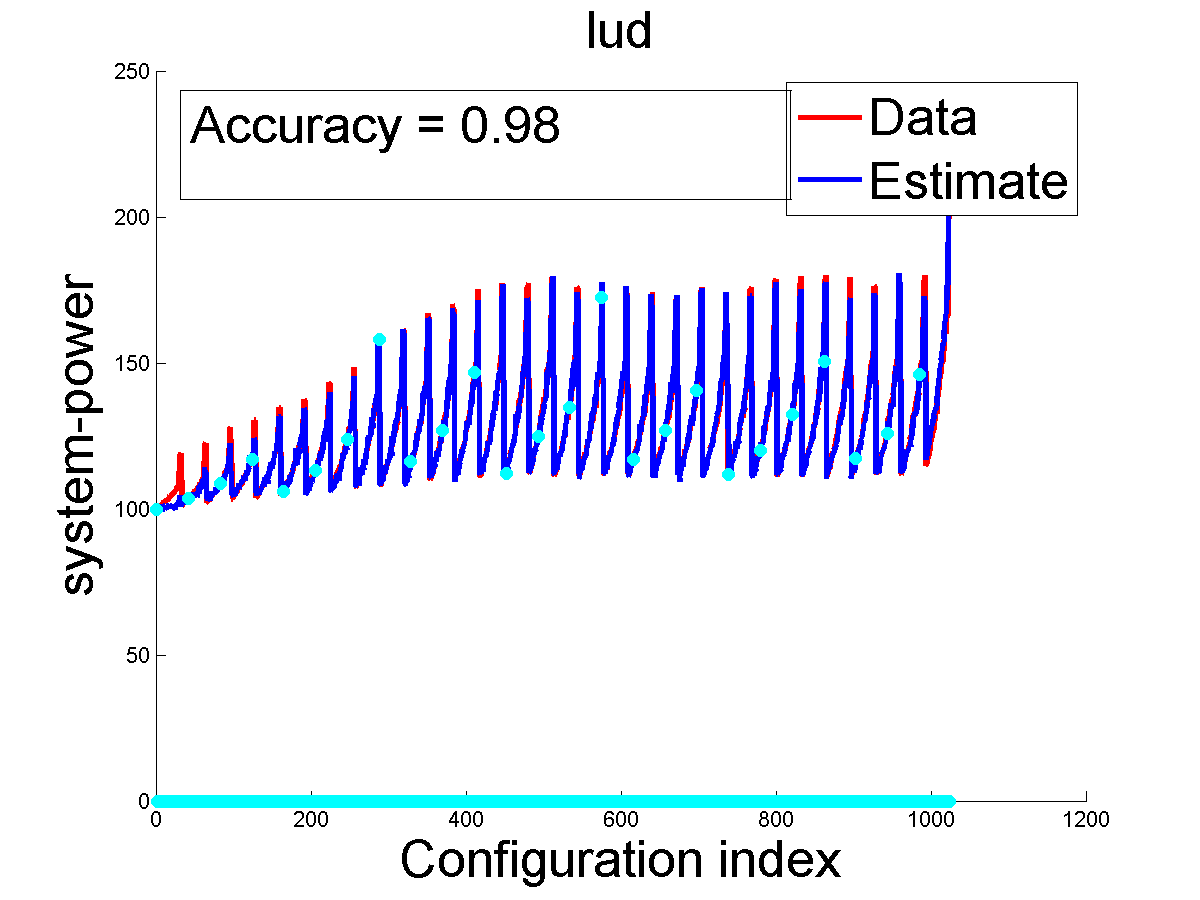 lud
Accuracy = 0.98
Data
Estimate
250
200
150
100
50
0
0 200 400 600 800 1000 1200
system-power
Configuration index